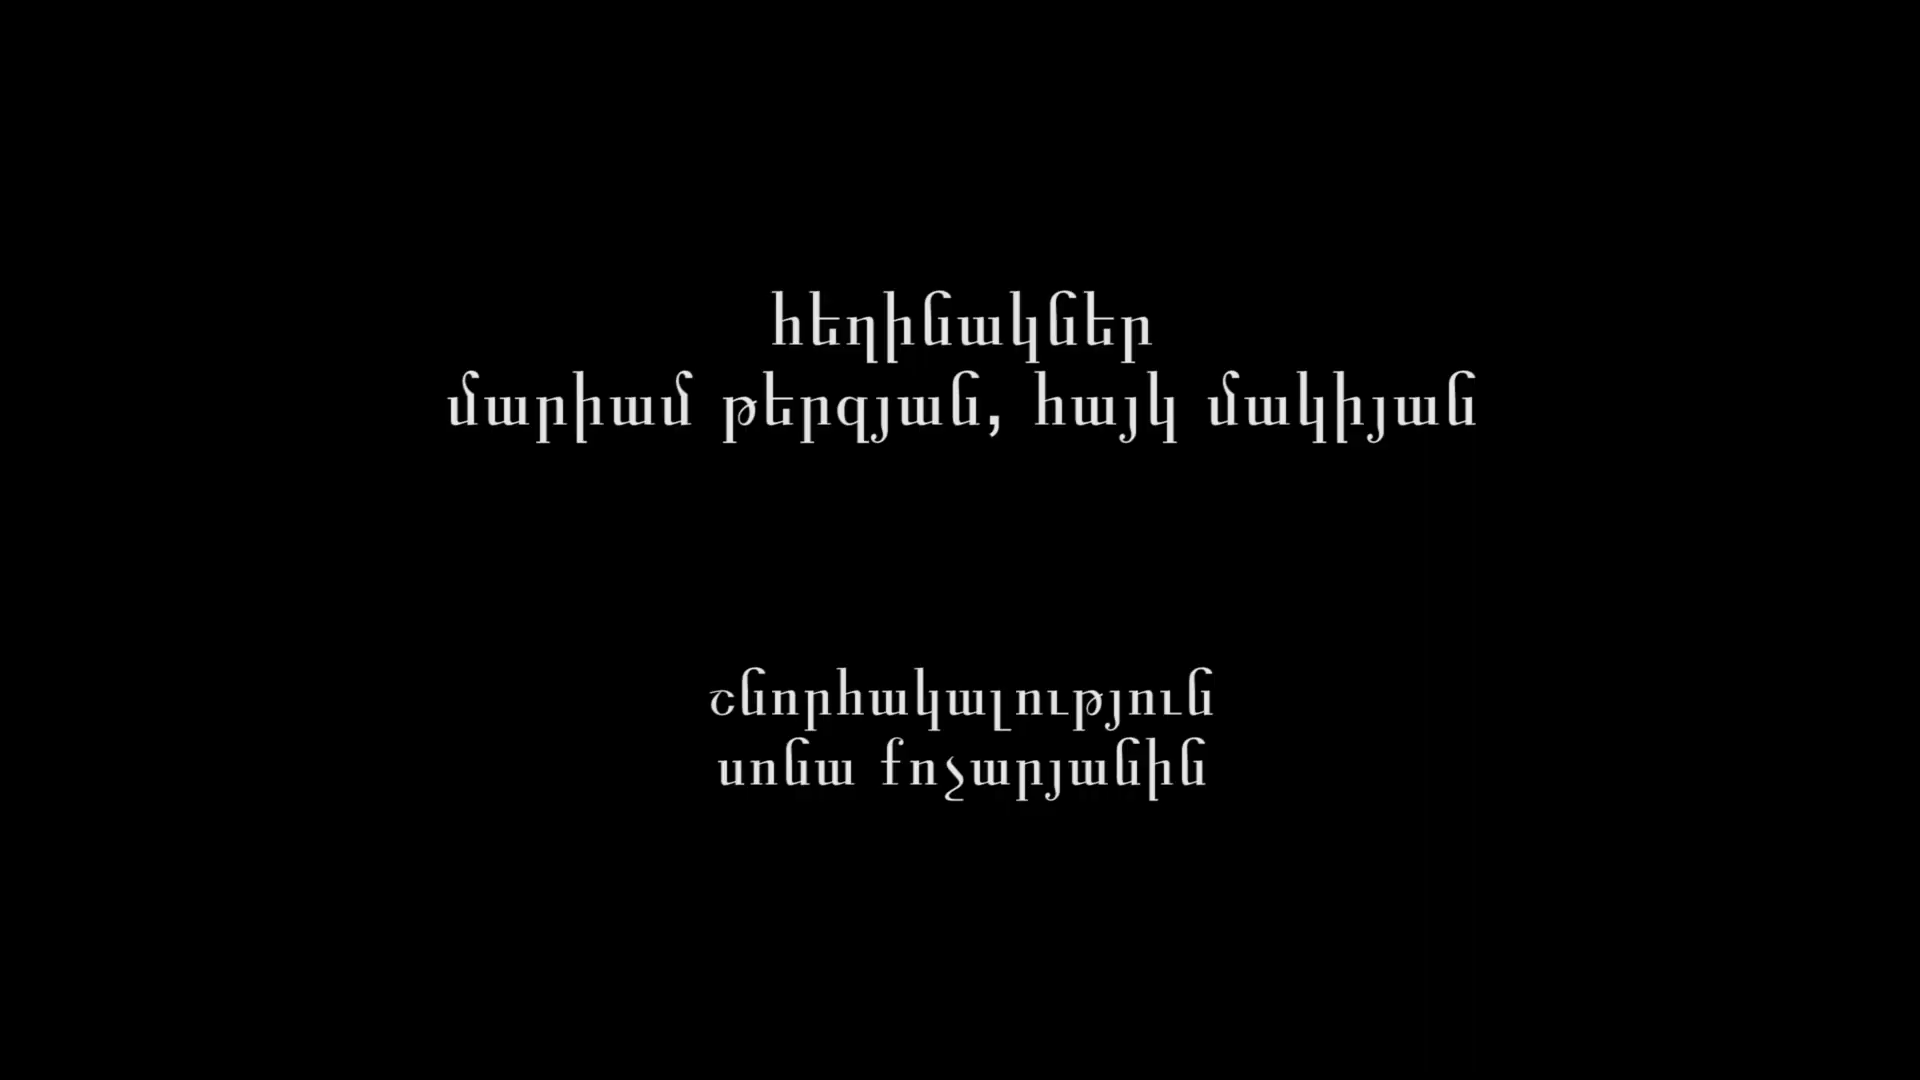 հեղինակներ
մարիամ թերզյան, հայկ մակիյան
շնորհակալություն
սոնա քոչարյանին